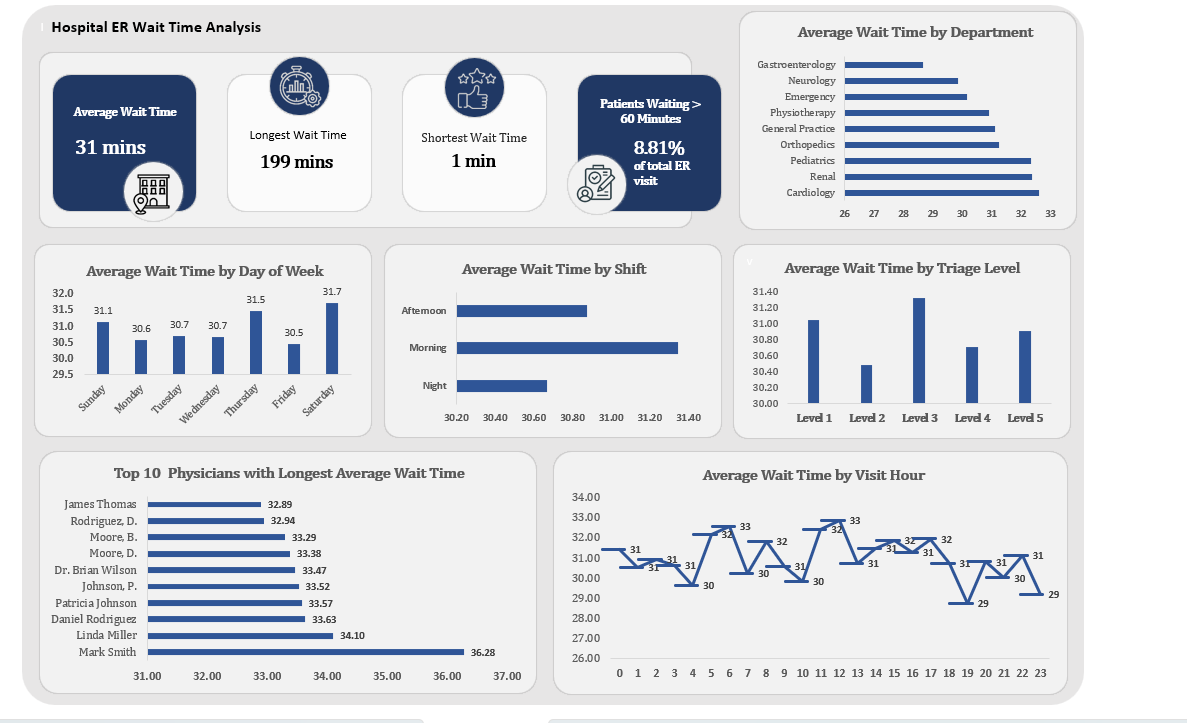 Hospital ER Wait Time Analysis
Average Wait Time
31 mins
Longest Wait Time
199 mins
Shortest Wait Time
1 min
Patients Waiting >
60 Minutes
8.81%
of total ER
visit
Average Wait Time by Department
Gastroenterology
Neurology
Emergency
Physiotherapy
General Practice
Orthopedics
Pediatrics
Renal
Cardiology
26 27 28 29 30 31 32 33
Average Wait Time by Day of Week
32.0
31.5
31.0
30.5
30.0
29.5
31.1 30.6 30.7 30.7 31.5 30.5 31.7
Sunday Monday Tuesday Wednesday Thursday Friday Saturday
Average Wait Time by Shift
Afternoon
Morning
Night
30.20 30.40 30.60 30.80 31.00 31.20 31.40
v
Average Wait Time by Triage Level
31.40
31.20
31.00
30.80
30.60
30.40
30.20
30.00
Level 1 Level 2 Level 3 Level 4 Level 5
Top 10 Physicians with Longest Average Wait Time
James Thomas 32.89
Rodriguez, D. 32.94
Moore, B. 33.29
Moore, D. 33.38
Dr. Brian Wilson 33.47
Johnson, P. 33.52
Patricia Johnson 33.57
Daniel Rodriguez 33.63
Linda Miller 34.10
Mark Smith 36.28
31.00 32.00 33.00 34.00 35.00 36.00 37.00
Average Wait Time by Visit Hour
34.00
33.00
32.00
31.00
30.00
29.00
28.00
27.00
26.00
31 31 31 31 30 32 33 30 32 31 30 32 33 31 31 32 31 32 31 29 31 30 31 29
0 1 2 3 4 5 6 7 8 9 10 11 12 13 14 15 16 17 18 19 20 21 22 23